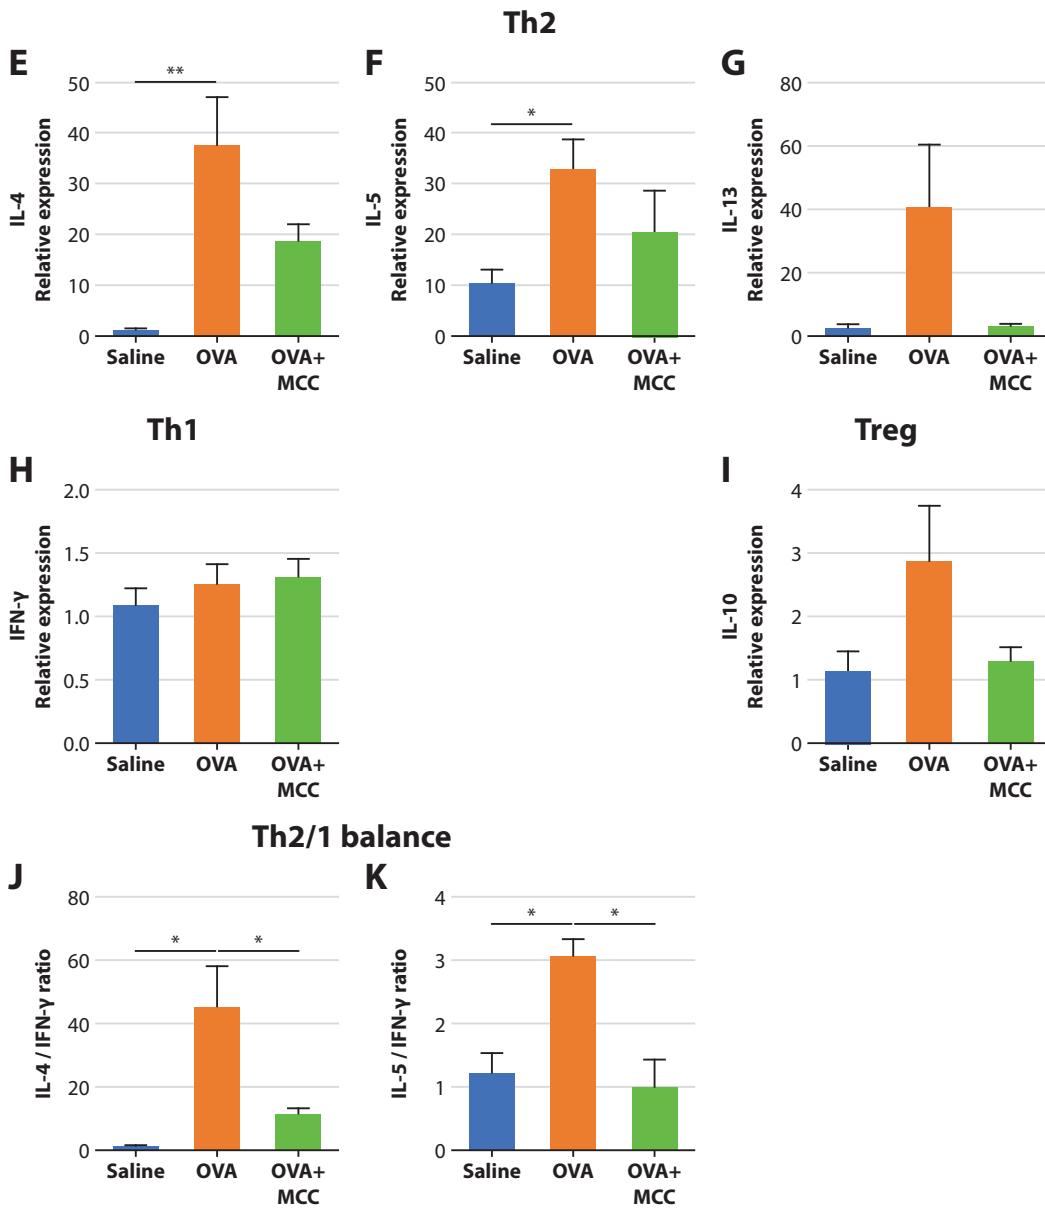 Th2
E
**
50
40
30
20
10
0
IL-4
Relative expression
Saline
OVA
OVA+
MCC
F
*
50
40
30
20
10
0
IL-5
Relative expression
Saline
OVA
OVA+
MCC
G
80
60
40
20
0
IL-13
Relative expression
Saline
OVA
OVA+
MCC
Th1
H
2.0
1.5
1.0
0.5
0.0
IFN-γ
Relative expression
Saline
OVA
OVA+
MCC
Treg
I
4
3
2
1
0
IL-10
Relative expression
Saline
OVA
OVA+
MCC
Th2/1 balance
J
80
60
40
20
0
* *
IL-4 / IFN-γ ratio
Saline
OVA
OVA+
MCC
K
4
3
2
1
0
* *
IL-5 / IFN-γ ratio
Saline
OVA
OVA+
MCC